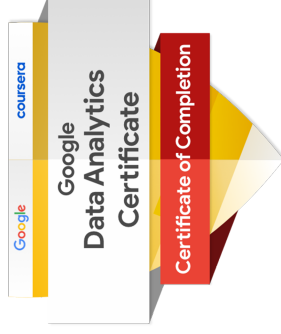 Google coursera
Google
Data Analytics
Certificate
Certificate of Completion